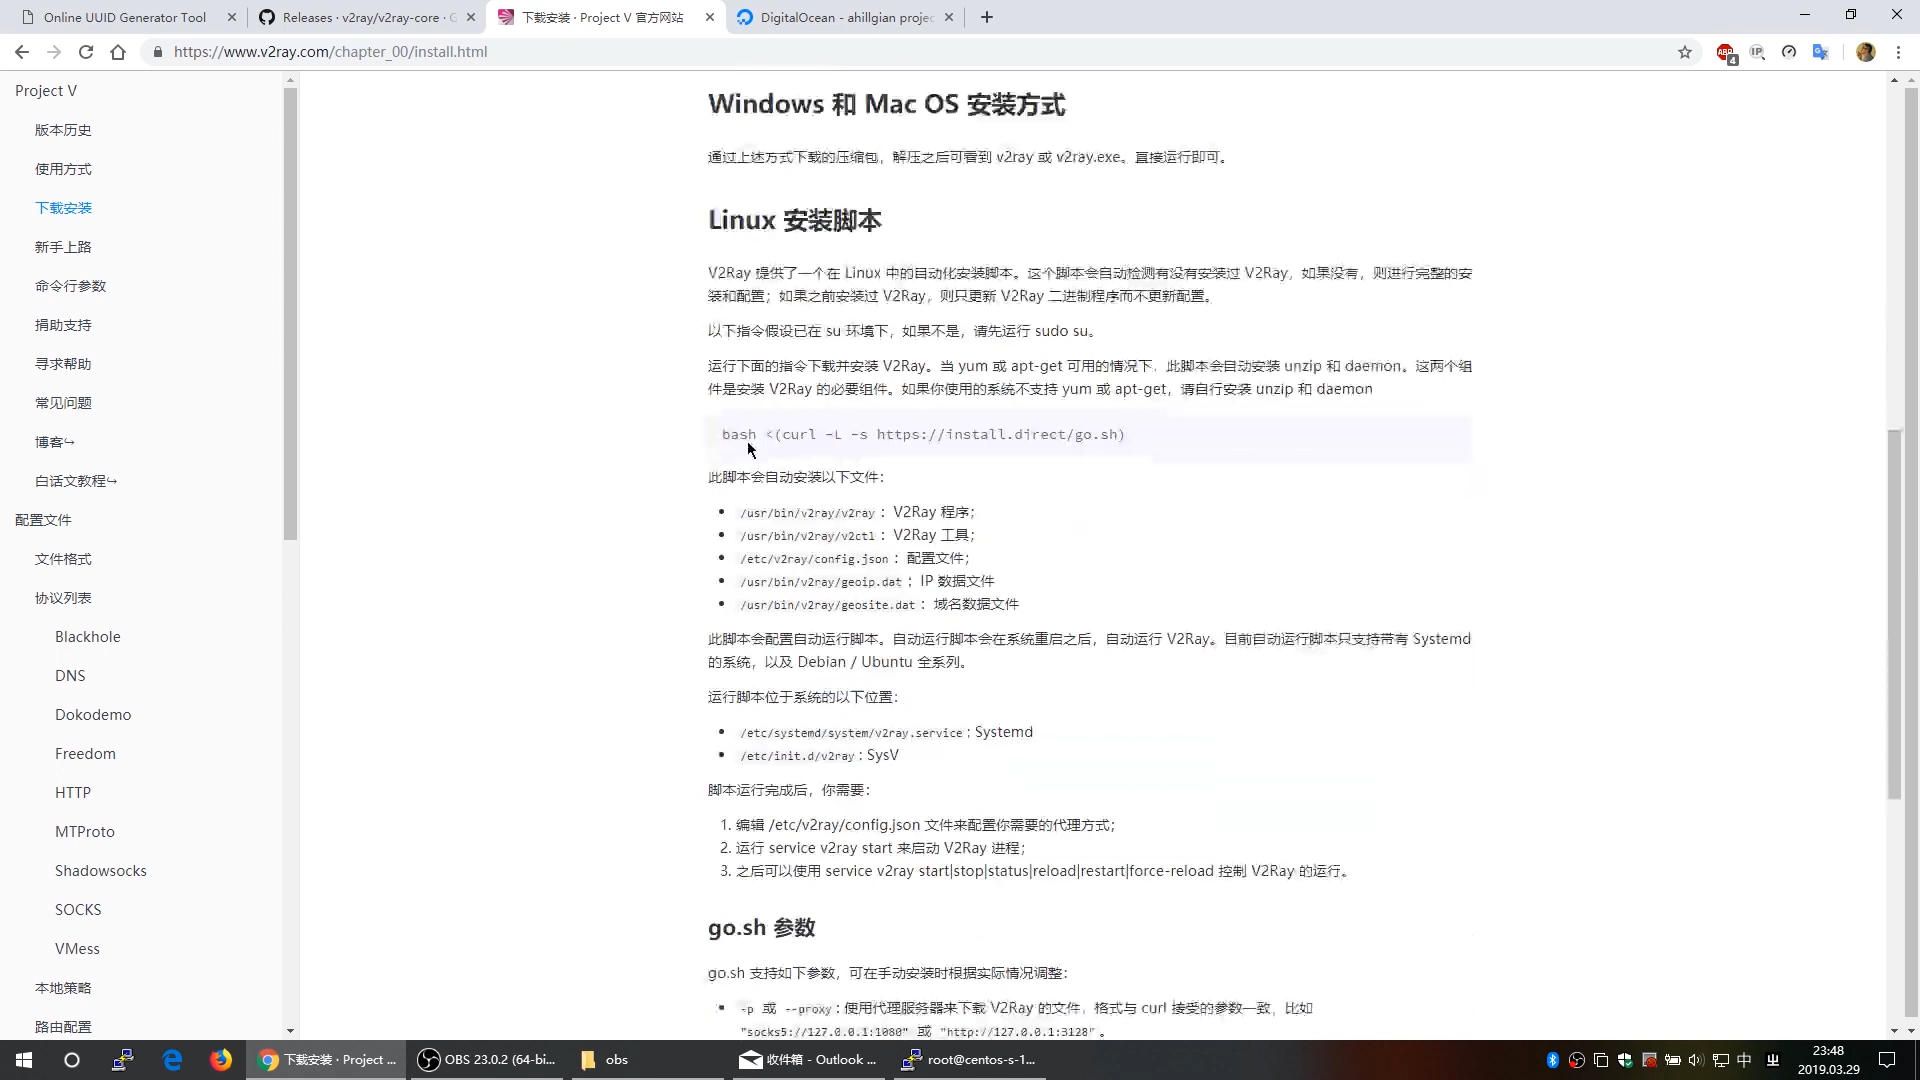 Online UUID Generator Tool
Releases · v2ray/v2ray-core · G
下载安装 · Project V 官方网站
DigitalOcean - ahillgian projec
https://www.v2ray.com/chapter_00/install.html
ABP
4
IP
Project V
版本历史
使用方式
下载安装
新手上路
命令行参数
捐助支持
寻求帮助
常见问题
博客↪
白话文教程↪
配置文件
文件格式
协议列表
Blackhole
DNS
Dokodemo
Freedom
HTTP
MTProto
Shadowsocks
SOCKS
VMess
本地策略
路由配置
Windows 和 Mac OS 安装方式
通过上述方式下载的压缩包，解压之后可看到 v2ray 或 v2ray.exe。直接运行即可。
Linux 安装脚本
V2Ray 提供了一个在 Linux 中的自动化安装脚本。这个脚本会自动检测有没有安装过 V2Ray，如果没有，则进行完整的安
装和配置；如果之前安装过 V2Ray，则只更新 V2Ray 二进制程序而不更新配置。
以下指令假设已在 su 环境下，如果不是，请先运行 sudo su。
运行下面的指令下载并安装 V2Ray。当 yum 或 apt-get 可用的情况下，此脚本会自动安装 unzip 和 daemon。这两个组
件是安装 V2Ray 的必要组件。如果你使用的系统不支持 yum 或 apt-get，请自行安装 unzip 和 daemon
bash <(curl -L -s https://install.direct/go.sh)
此脚本会自动安装以下文件：
• /usr/bin/v2ray/v2ray：V2Ray 程序；
• /usr/bin/v2ray/v2ctl：V2Ray 工具；
• /etc/v2ray/config.json：配置文件；
• /usr/bin/v2ray/geoip.dat：IP 数据文件
• /usr/bin/v2ray/geosite.dat：域名数据文件
此脚本会配置自动运行脚本。自动运行脚本会在系统重启之后，自动运行 V2Ray。目前自动运行脚本只支持带有 Systemd
的系统，以及 Debian / Ubuntu 全系列。
运行脚本位于系统的以下位置：
• /etc/systemd/system/v2ray.service : Systemd
• /etc/init.d/v2ray : SysV
脚本运行完成后，你需要：
1. 编辑 /etc/v2ray/config.json 文件来配置你需要的代理方式；
2. 运行 service v2ray start 来启动 V2Ray 进程；
3. 之后可以使用 service v2ray start|stop|status|reload|restart|force-reload 控制 V2Ray 的运行。
go.sh 参数
go.sh 支持如下参数，可在手动安装时根据实际情况调整：
• -p 或 --proxy : 使用代理服务器来下载 V2Ray 的文件，格式与 curl 接受的参数一致，比如
"socks5://127.0.0.1:1080" 或 "http://127.0.0.1:3128"。
下载安装 · Project ...
OBS 23.0.2 (64-bi...
obs
收件箱 - Outlook ...
root@centos-s-1...
中
23:48
2019.03.29